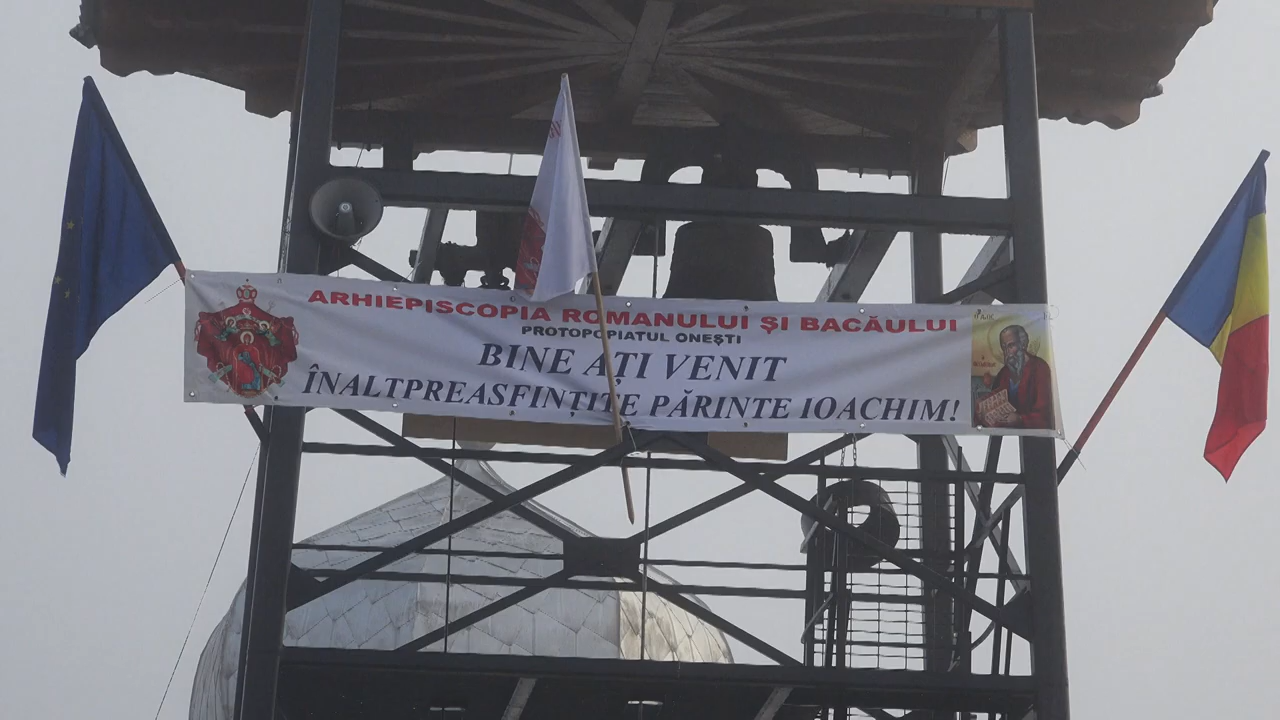 ARHIEPISCOPIA ROMANULUI ȘI BACĂULUI
PROTOPOPIATUL ONEȘTI
BINE AȚI VENIT
ÎNALTPREASFINȚITE PĂRINTE IOACHIM!